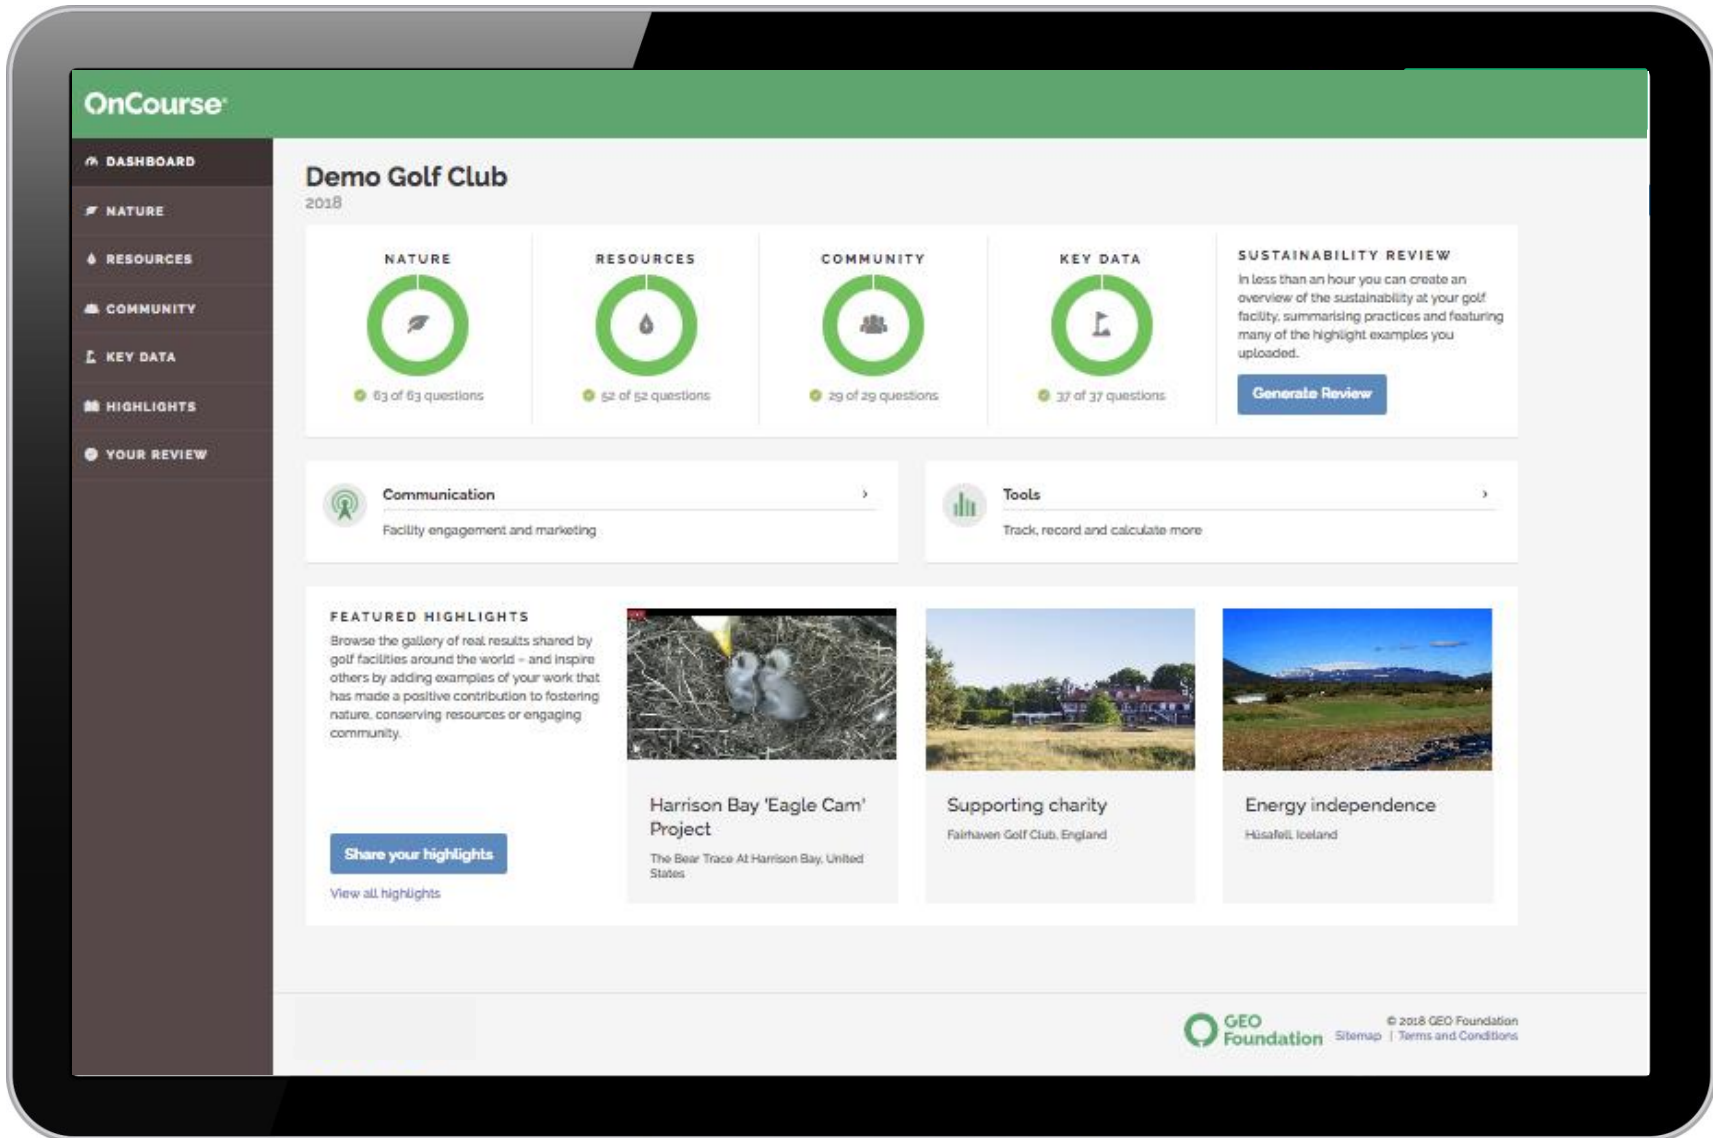 OnCourse
DASHBOARD
NATURE
RESOURCES
COMMUNITY
KEY DATA
HIGHLIGHTS
YOUR REVIEW
Demo Golf Club
2018
NATURE
63 of 63 questions
RESOURCES
52 of 52 questions
COMMUNITY
29 of 29 questions
KEY DATA
37 of 37 questions
SUSTAINABILITY REVIEW
In less than an hour you can create an
overview of the sustainability at your golf
facility, summarising practices and featuring
many of the highlight examples you
uploaded.
Generate Review
Communication
Facility engagement and marketing
Tools
Track, record and calculate more
FEATURED HIGHLIGHTS
Browse the gallery of real results shared by
golf facilities around the world – and inspire
others by adding examples of your work that
has made a positive contribution to fostering
nature, conserving resources or engaging
community.
Share your highlights
View all highlights
Harrison Bay 'Eagle Cam'
Project
The Bear Trace At Harrison Bay, United
States
Supporting charity
Fairhaven Golf Club, England
Energy independence
Húsafell, Iceland
GEO
Foundation
© 2018 GEO Foundation
Sitemap | Terms and Conditions